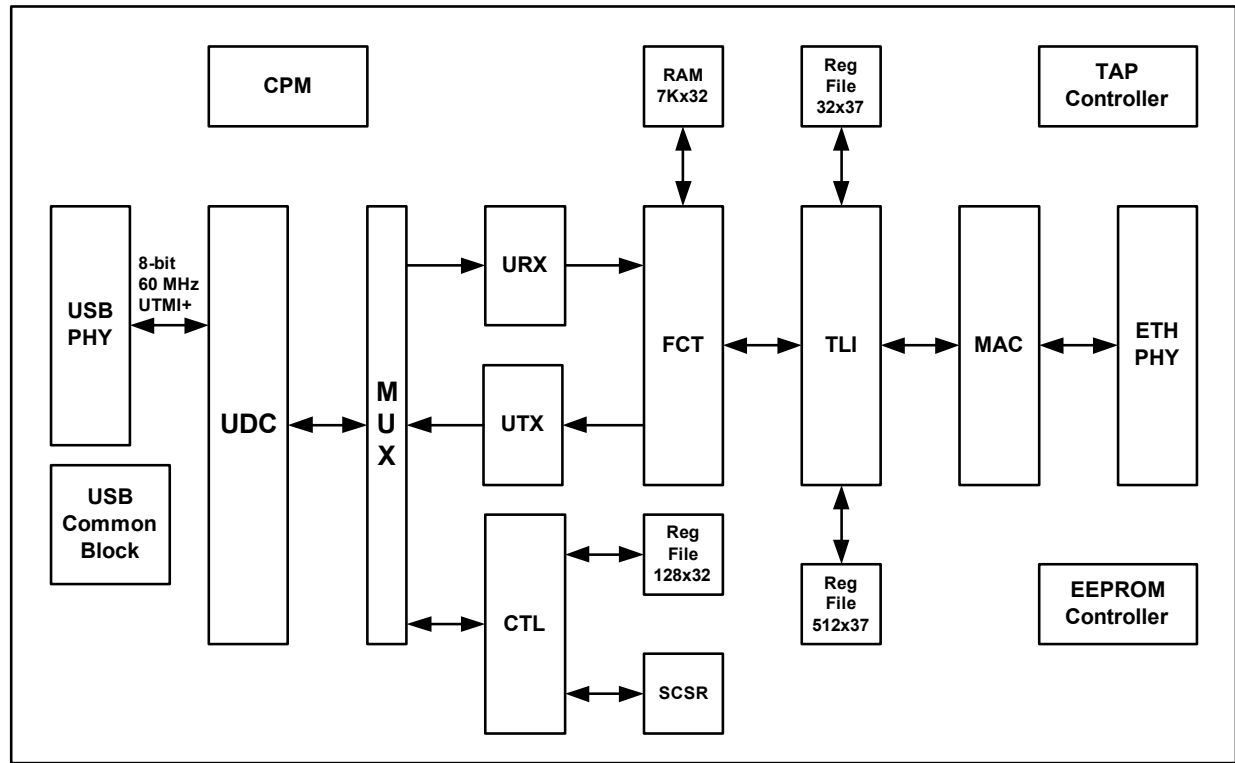 CPM
RAM
7Kx32
Reg
File
32x37
TAP
Controller
USB
PHY
8-bit
60 MHz
UTMI+
UDC
M
U
X
URX
UTX
FCT
TLI
MAC
ETH
PHY
USB
Common
Block
CTL
Reg
File
128x32
SCSR
Reg
File
512x37
EEPROM
Controller